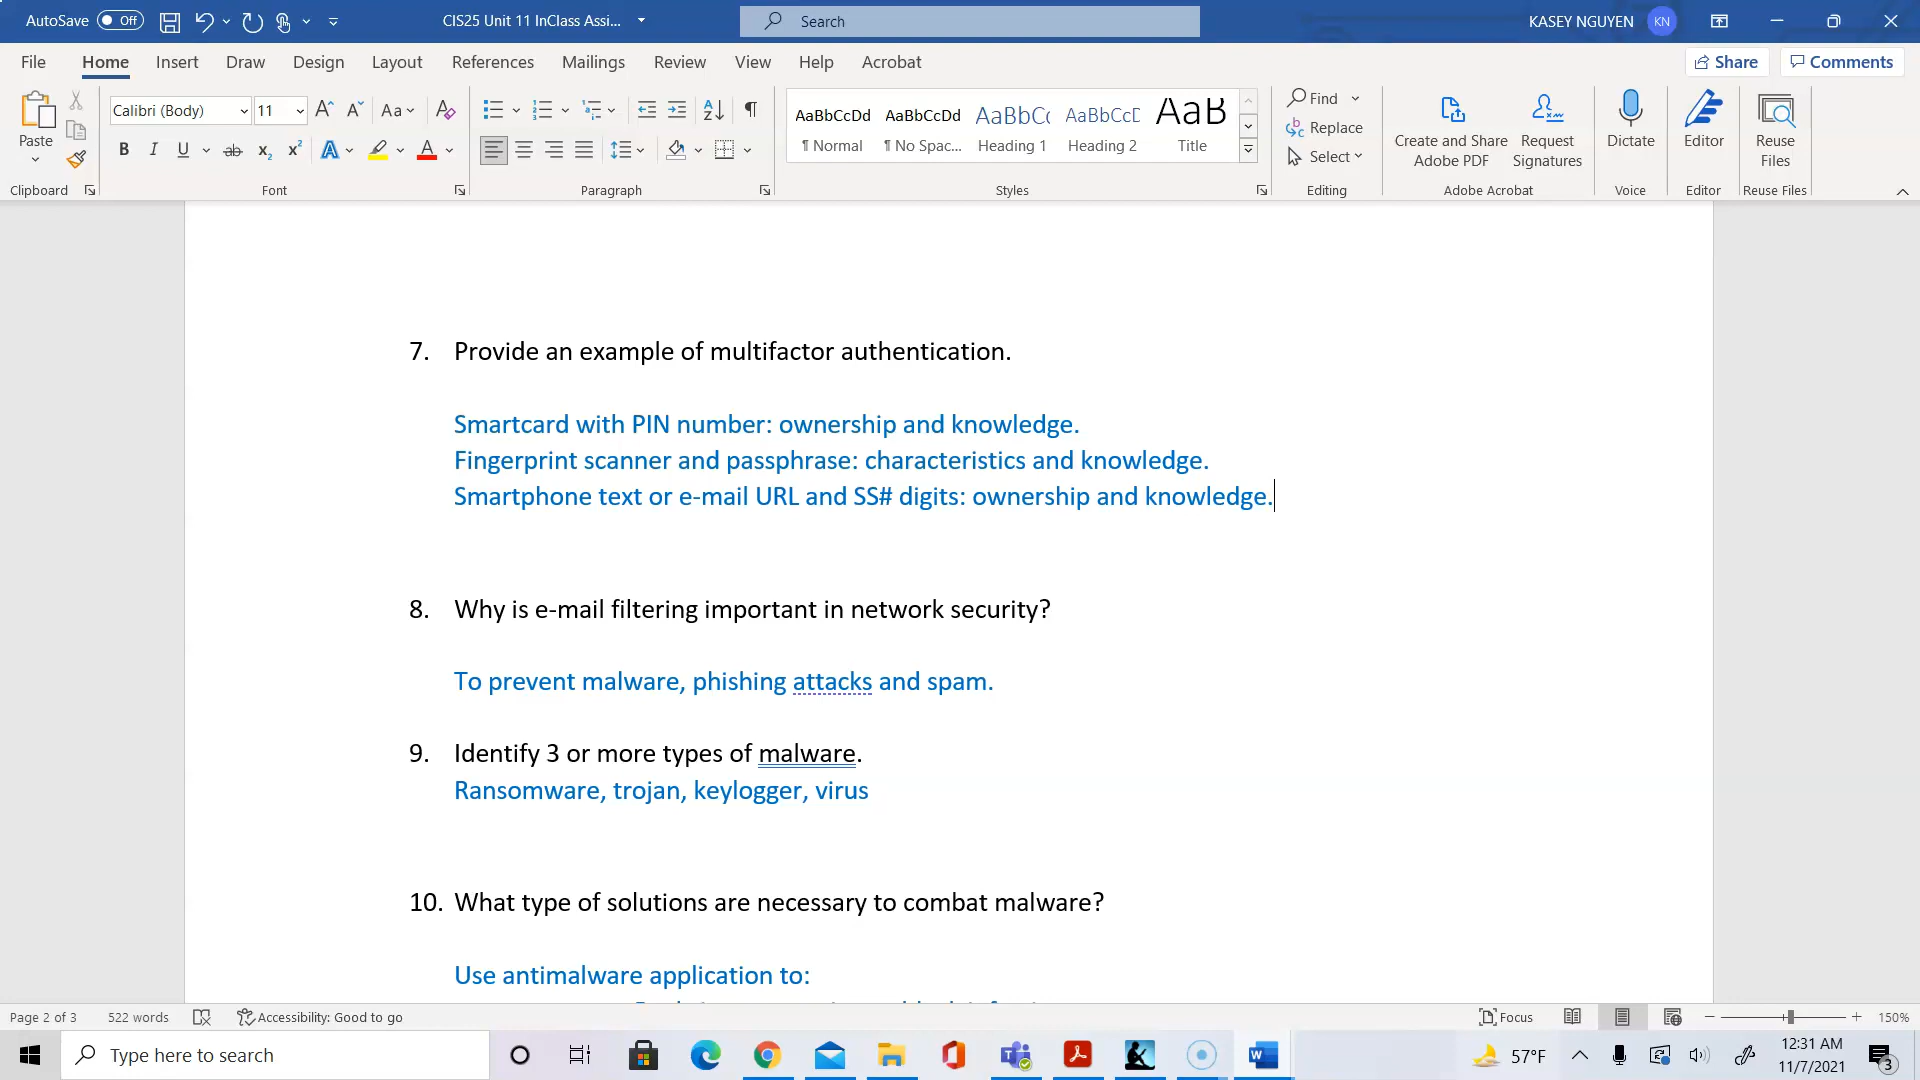 AutoSave Off CIS25 Unit 11 InClass Assi... Search KASEY NGUYEN KN
File Home Insert Draw Design Layout References Mailings Review View Help Acrobat Share Comments
Paste
Clipboard
Calibri (Body) 11 Aa
B I U ab x₂ x² A A
Font
Paragraph
AaBbCcDd AaBbCcDd AaBbCc AaBbCcD AaB
¶ Normal ¶ No Spac... Heading 1 Heading 2 Title
Styles
Find
Replace
Select
Editing
Create and Share Adobe PDF
Request Signatures
Adobe Acrobat
Dictate
Voice
Editor
Editor
Reuse Files
Reuse Files
7. Provide an example of multifactor authentication.
Smartcard with PIN number: ownership and knowledge.
Fingerprint scanner and passphrase: characteristics and knowledge.
Smartphone text or e-mail URL and SS# digits: ownership and knowledge.
8. Why is e-mail filtering important in network security?
To prevent malware, phishing attacks and spam.
9. Identify 3 or more types of malware.
Ransomware, trojan, keylogger, virus
10. What type of solutions are necessary to combat malware?
Use antimalware application to:
Page 2 of 3 522 words Accessibility: Good to go Focus 150%
Type here to search 57°F 12:31 AM
11/7/2021 3